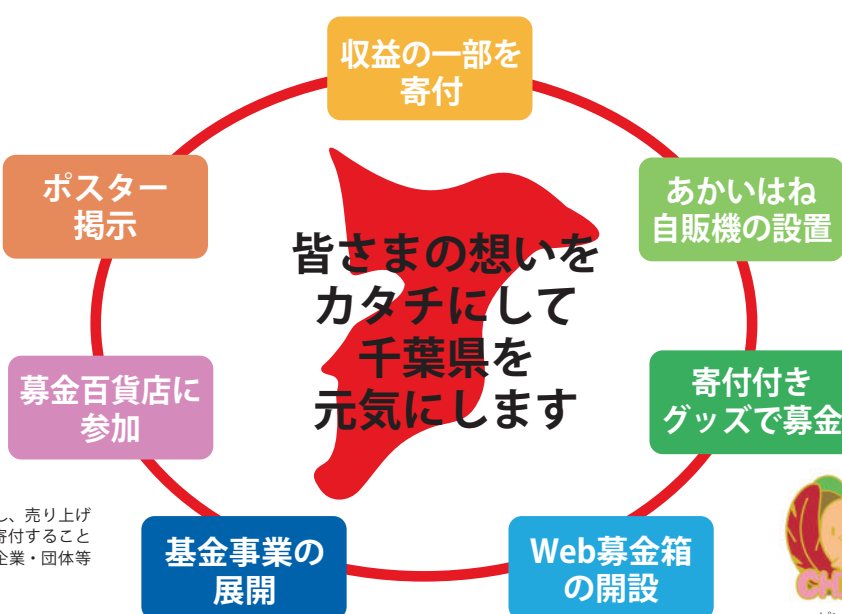 収益の一部を
寄付
ポスター
掲示
あかいはね
自販機の設置
皆さまの想いを
カタチにして
千葉県を
元気にします
募金百貨店に
参加
寄付付き
グッズで募金
し、売り上げ
寄付すること
企業・団体等
基金事業の
展開
Web募金箱
の開設
CH